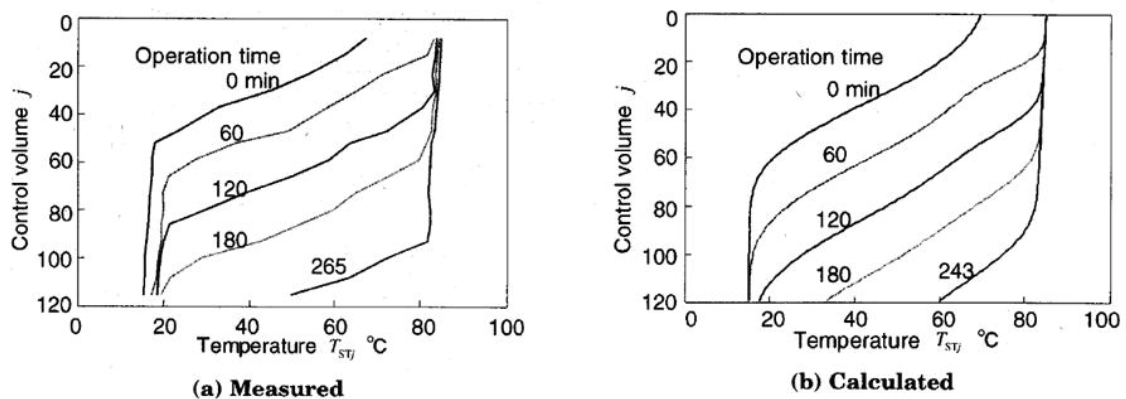 0
20
40
60
80
100
120
Control volume j
Operation time
0 min
60
120
180
265
0 20 40 60 80 100
Temperature T_STj °C
(a) Measured
0
20
40
60
80
100
120
Control volume j
Operation time
0 min
60
120
180
243
0 20 40 60 80 100
Temperature T_STj °C
(b) Calculated